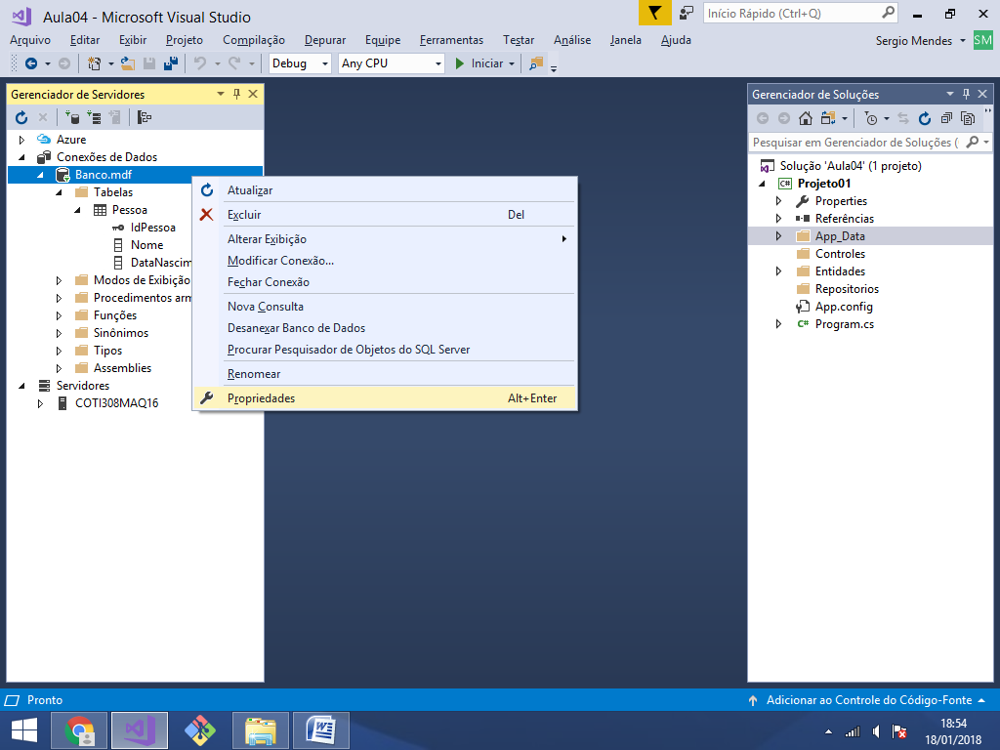 Aula04 - Microsoft Visual Studio
Início Rápido (Ctrl+Q)
Arquivo Editar Exibir Projeto Compilação Depurar Equipe Ferramentas Testar Análise Janela Ajuda Sergio Mendes SM
Debug Any CPU Iniciar
Gerenciador de Servidores
Azure
Conexões de Dados
Banco.mdf
Tabelas
Pessoa
IdPessoa
Nome
DataNascim
Modos de Exibição
Procedimentos arm
Funções
Sinônimos
Tipos
Assemblies
Servidores
COTI308MAQ16
Atualizar
Excluir Del
Alterar Exibição
Modificar Conexão...
Fechar Conexão
Nova Consulta
Desanexar Banco de Dados
Procurar Pesquisador de Objetos do SQL Server
Renomear
Propriedades Alt+Enter
Gerenciador de Soluções
Pesquisar em Gerenciador de Soluções (
Solução 'Aula04' (1 projeto)
C# Projeto01
Properties
Referências
App_Data
Controles
Entidades
Repositorios
App.config
C# Program.cs
Pronto
Adicionar ao Controle do Código-Fonte
18:54
18/01/2018